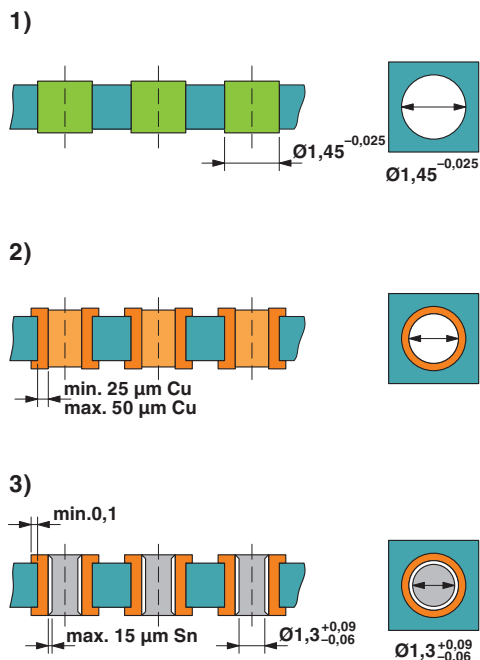 1)
Ø1,45 –0,025
Ø1,45 –0,025
2)
min. 25 µm Cu
max. 50 µm Cu
3)
min.0,1
max. 15 µm Sn
Ø1,3 +0,09 –0,06
Ø1,3 +0,09 –0,06